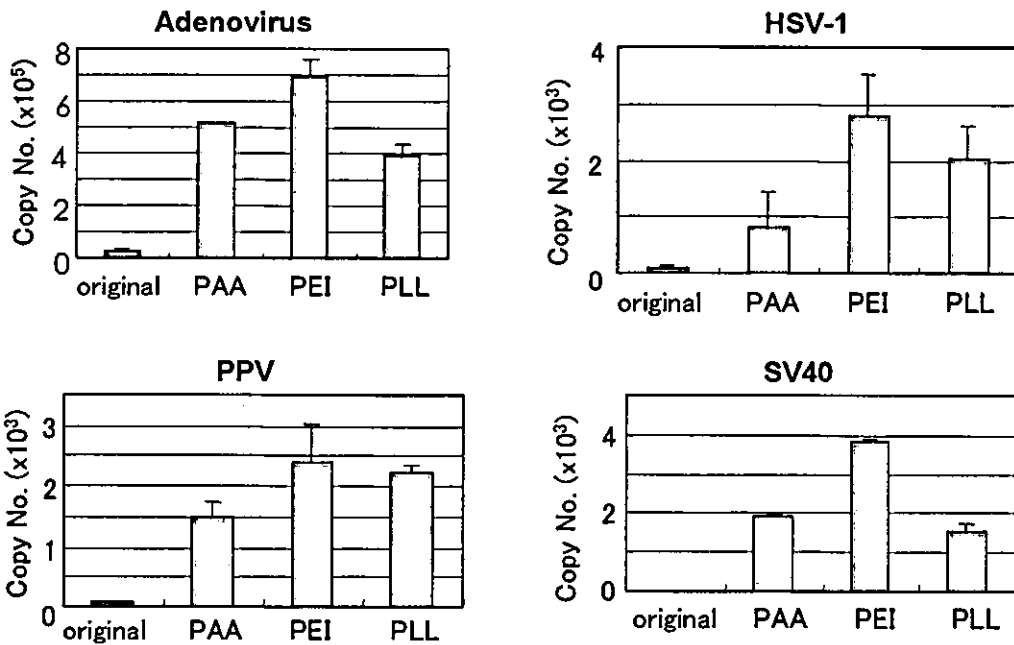 Adenovirus
Copy No. (x10⁵)
8
6
4
2
0
original PAA PEI PLL
HSV-1
Copy No. (x10³)
4
2
0
original PAA PEI PLL
PPV
Copy No. (x10³)
3
2
1
0
original PAA PEI PLL
SV40
Copy No. (x10³)
4
2
0
original PAA PEI PLL